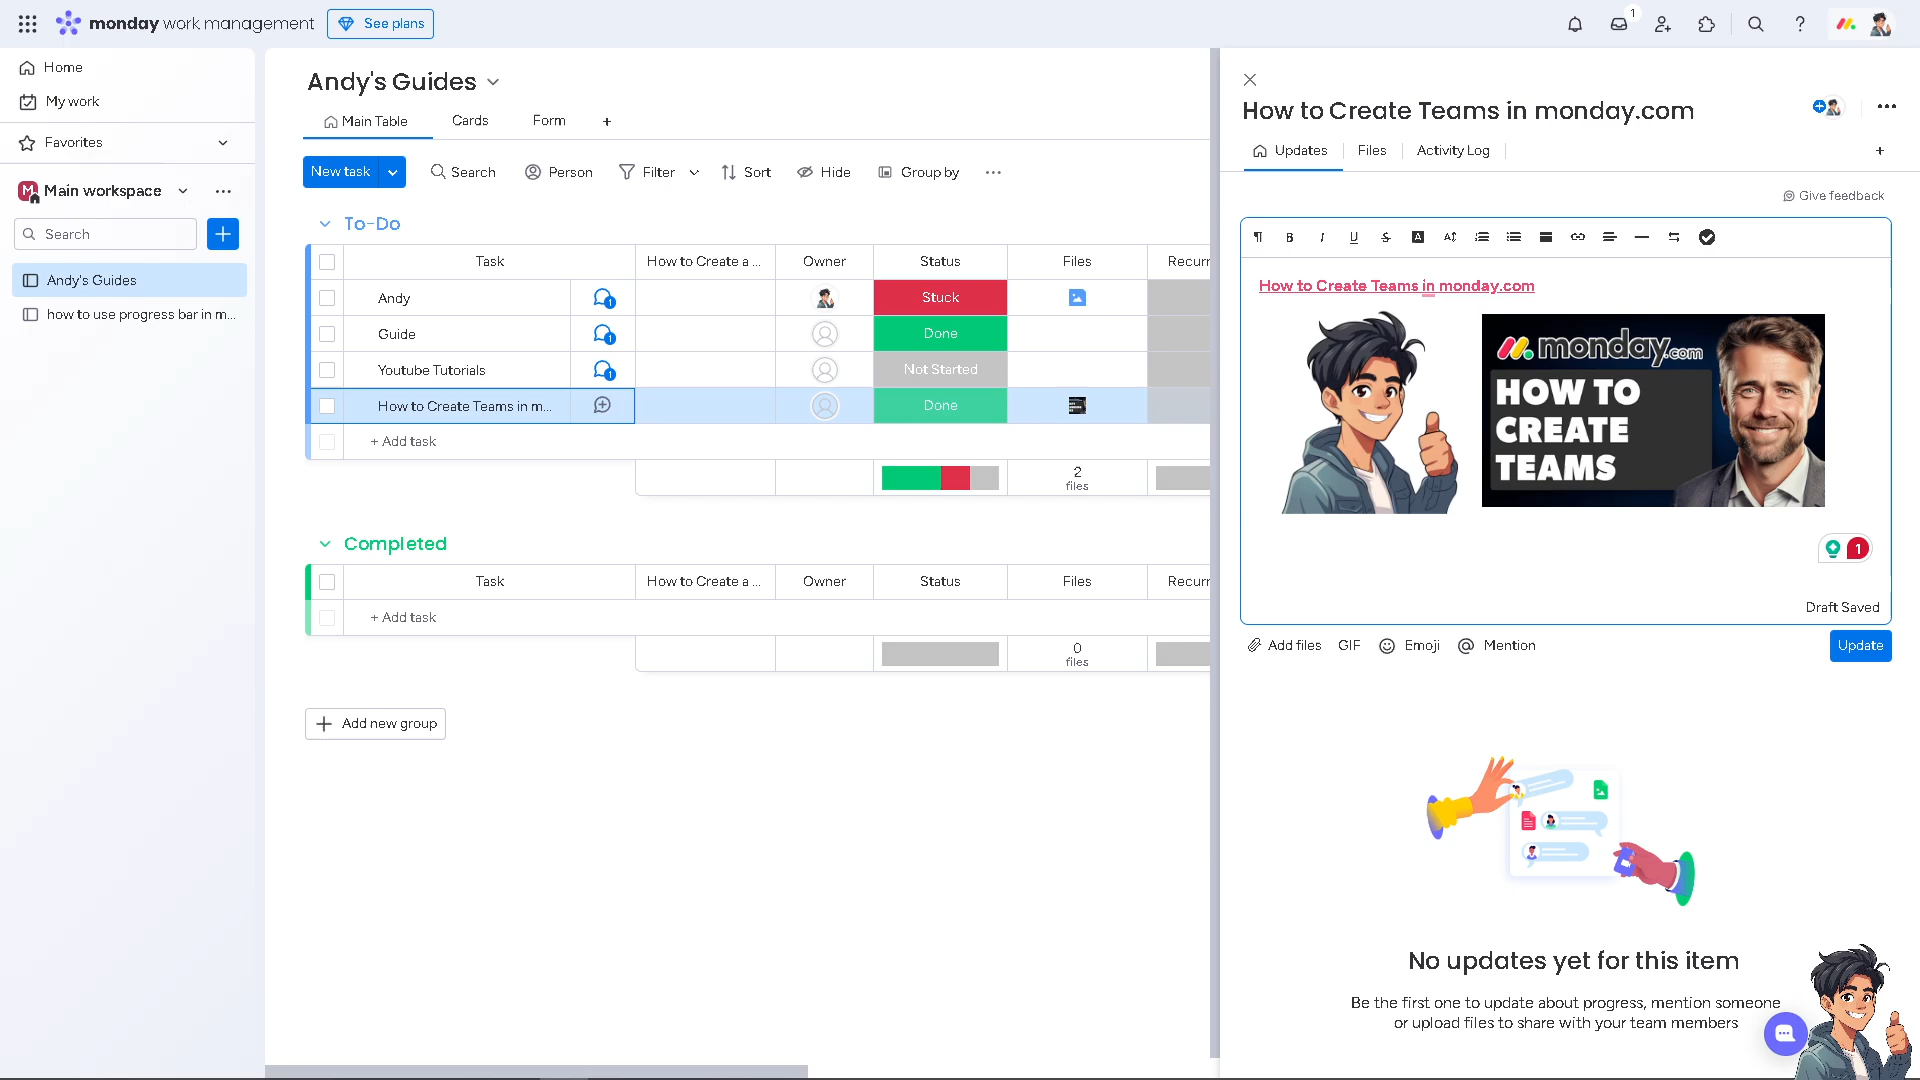 monday work management
See plans
1
Home
My work
Favorites
M Main workspace
Search
Andy's Guides
how to use progress bar in m...
Andy's Guides
Main Table
Cards
Form
+
New task
Search
Person
Filter
Sort
Hide
Group by
To-Do
Task
How to Create a ...
Owner
Status
Files
Recurr
Andy
1
Stuck
Guide
1
Done
Youtube Tutorials
1
Not Started
How to Create Teams in m...
Done
+ Add task
2
files
Completed
Task
How to Create a ...
Owner
Status
Files
Recurr
+ Add task
0
files
+ Add new group
How to Create Teams in monday.com
Updates
Files
Activity Log
+
Give feedback
How to Create Teams in monday.com
monday.com
HOW TO
CREATE
TEAMS
1
Draft Saved
Add files
GIF
Emoji
@ Mention
Update
No updates yet for this item
Be the first one to update about progress, mention someone
or upload files to share with your team members